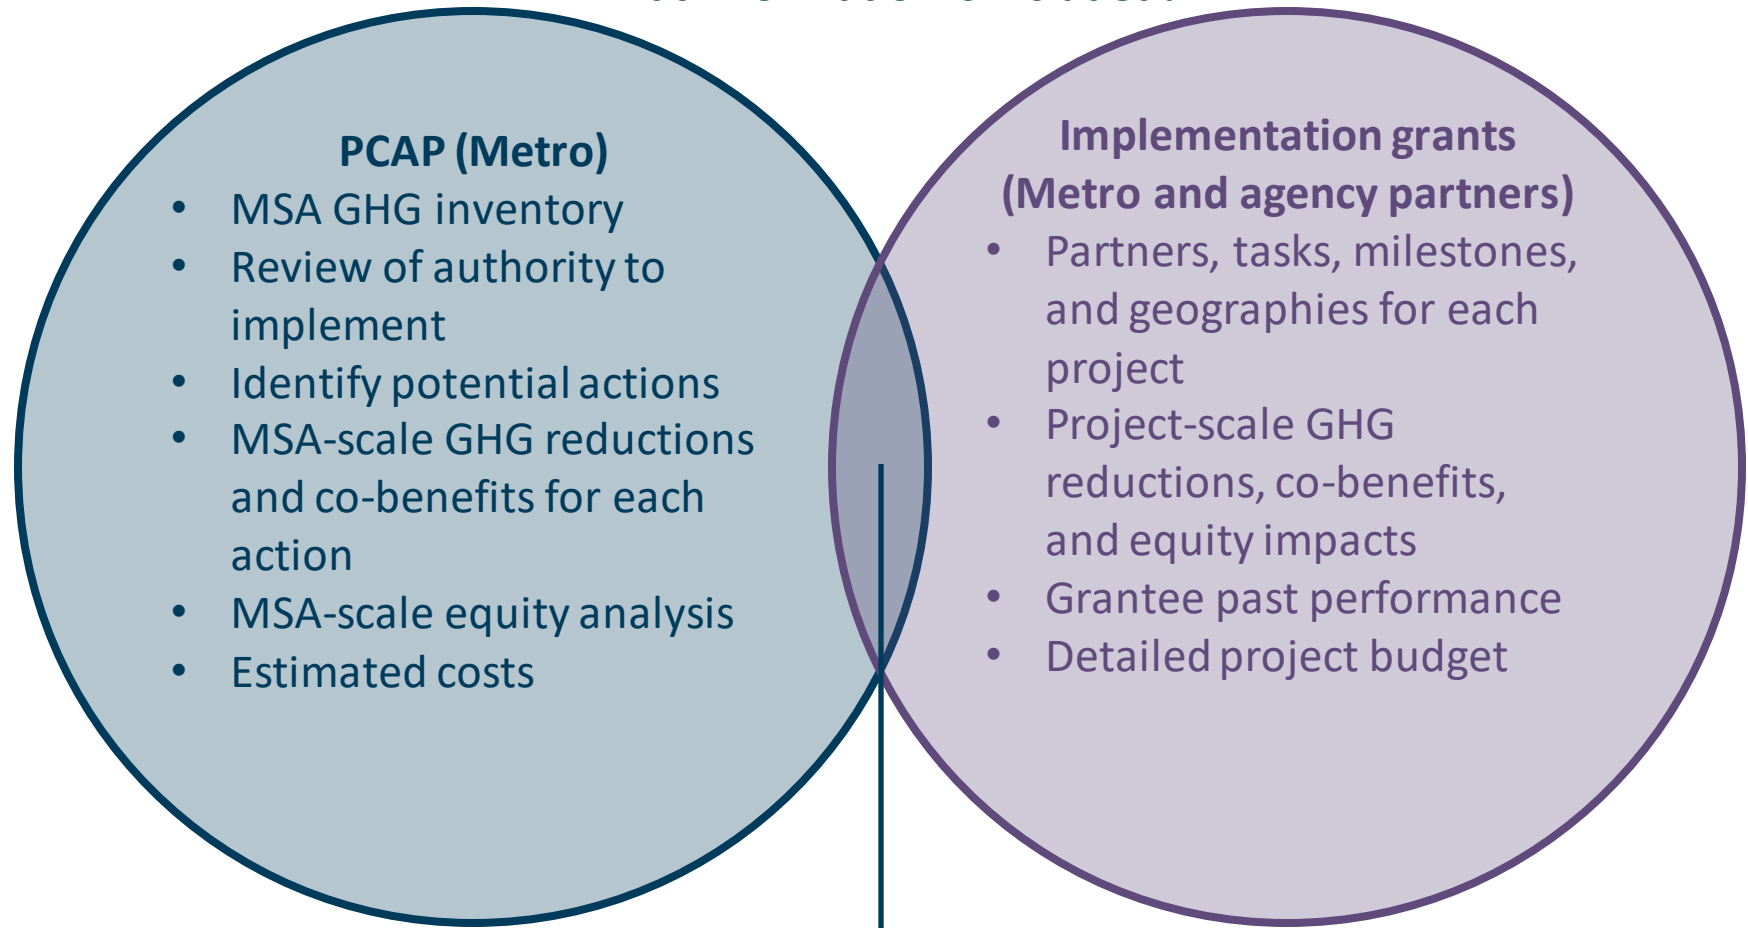 PCAP (Metro)
• MSA GHG inventory
• Review of authority to
implement
• Identify potential actions
• MSA-scale GHG reductions
and co-benefits for each
action
• MSA-scale equity analysis
• Estimated costs
Implementation grants
(Metro and agency partners)
• Partners, tasks, milestones,
and geographies for each
project
• Project-scale GHG
reductions, co-benefits,
and equity impacts
• Grantee past performance
• Detailed project budget